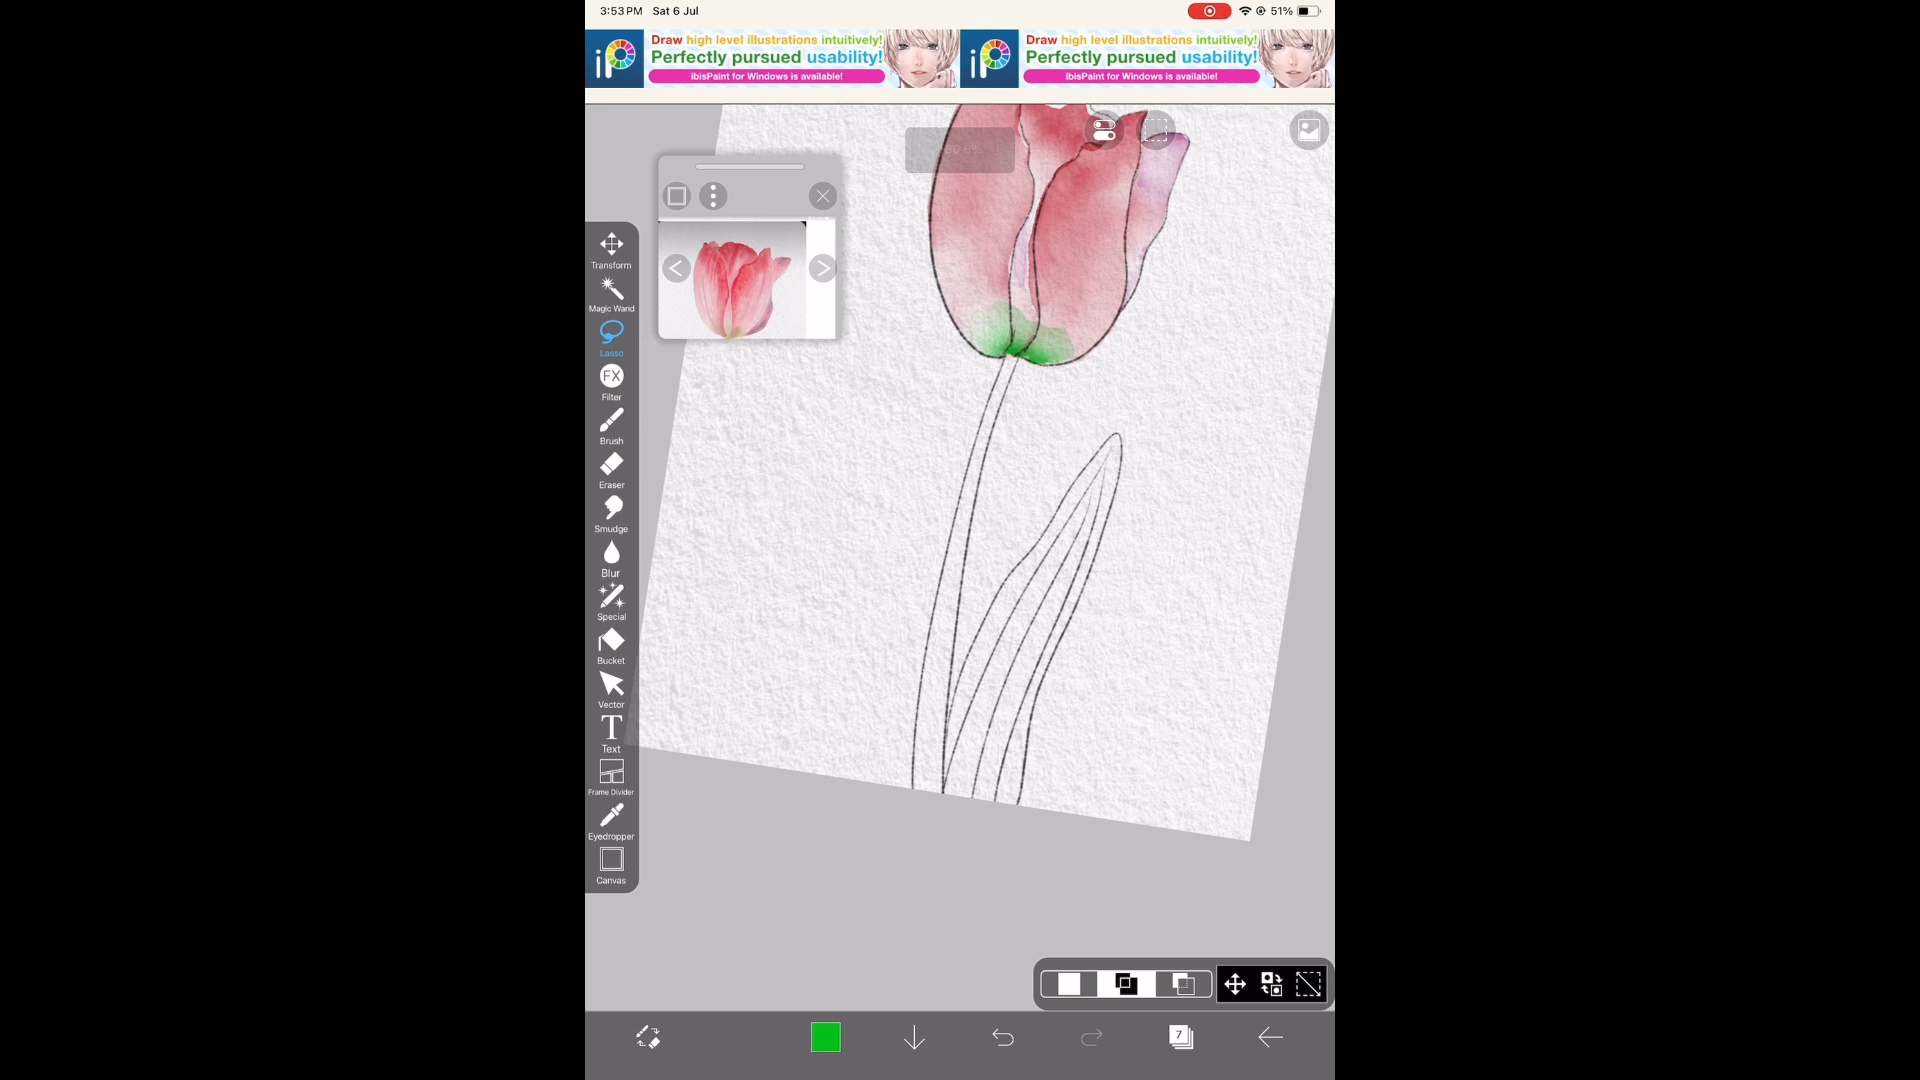 3:53 PM Sat 6 Jul
51%
Draw high level illustrations intuitively!
Perfectly pursued usability!
ibisPaint for Windows is available!
Draw high level illustrations intuitively!
Perfectly pursued usability!
ibisPaint for Windows is available!
Transform
Magic Wand
Lasso
FX
Filter
Brush
Eraser
Smudge
Blur
Special
Bucket
Vector
T
Text
Frame Divider
Eyedropper
Canvas
7